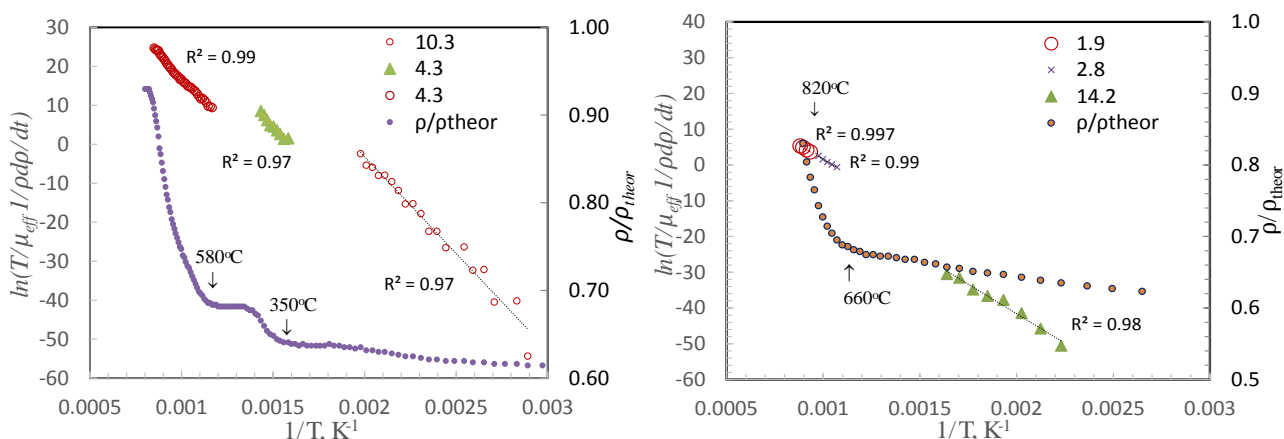 30
20
10
0
-10
-20
-30
-40
-50
-60
ln(T/μeff 1/ρdρ/dt)
R² = 0.99
10.3
4.3
4.3
ρ/ρtheor
R² = 0.97
580ºC
350ºC
R² = 0.97
1.00
0.90
0.80
0.70
0.60
ρ/ρtheor
0.0005
0.001
0.0015
0.002
0.0025
0.003
1/T, K⁻¹
40
30
20
10
0
-10
-20
-30
-40
-50
-60
ln(T/μeff 1/ρdρ/dt)
1.9
2.8
14.2
ρ/ρtheor
820ºC
R² = 0.997
R² = 0.99
660ºC
R² = 0.98
1.0
0.9
0.8
0.7
0.6
0.5
ρ/ρtheor
0.0005
0.001
0.0015
0.002
0.0025
0.003
1/T, K⁻¹